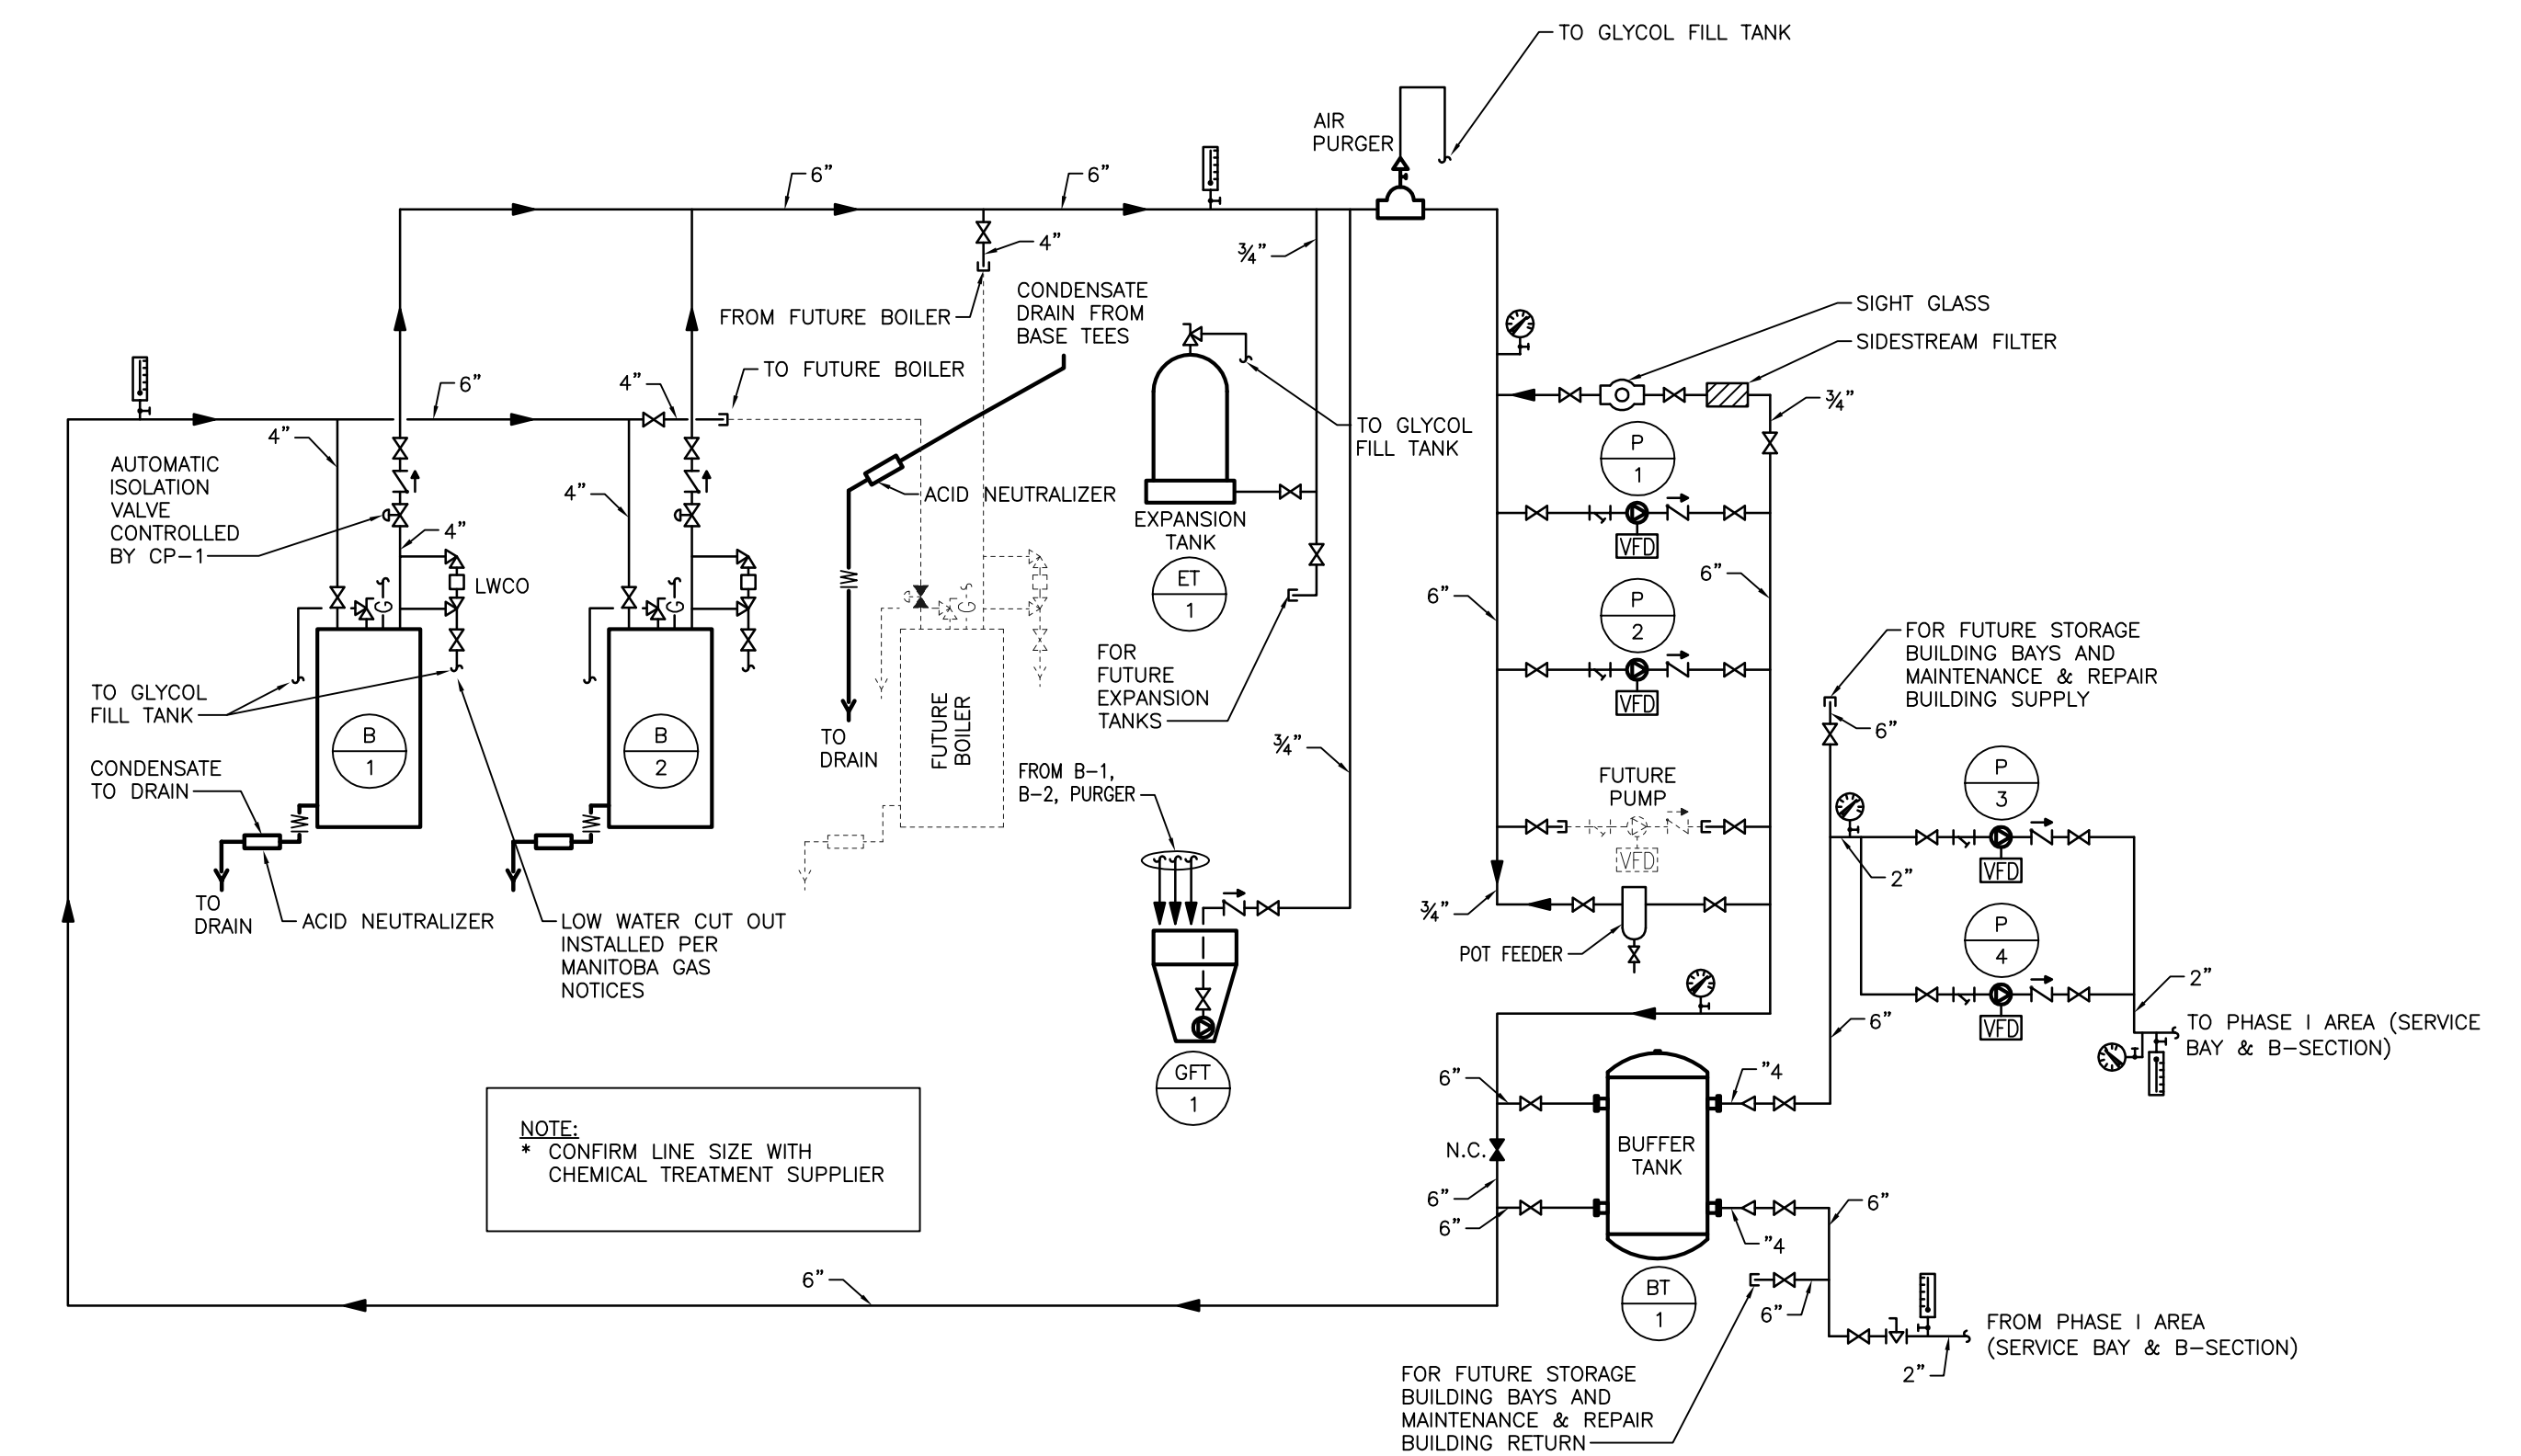 TO GLYCOL FILL TANK
AIR
PURGER
6”
6”
4”
¾”
FROM FUTURE BOILER
CONDENSATE
DRAIN FROM
BASE TEES
SIGHT GLASS
SIDESTREAM FILTER
TO FUTURE BOILER
6”
4”
¾”
4”
TO GLYCOL
FILL TANK
P
1
VFD
AUTOMATIC
ISOLATION
VALVE
CONTROLLED
BY CP-1
4”
4”
ACID NEUTRALIZER
EXPANSION
TANK
ET
1
LWCO
G
G
G
6”
6”
P
2
VFD
FOR
FUTURE
EXPANSION
TANKS
FOR FUTURE STORAGE
BUILDING BAYS AND
MAINTENANCE & REPAIR
BUILDING SUPPLY
6”
TO GLYCOL
FILL TANK
B
1
B
2
TO
DRAIN
FUTURE
BOILER
¾”
CONDENSATE
TO DRAIN
FROM B-1,
B-2, PURGER
FUTURE
PUMP
VFD
P
3
VFD
2”
TO
DRAIN
ACID NEUTRALIZER
LOW WATER CUT OUT
INSTALLED PER
MANITOBA GAS
NOTICES
¾”
POT FEEDER
P
4
VFD
2”
6”
TO PHASE I AREA (SERVICE
BAY & B-SECTION)
GFT
1
6”
”4
NOTE:
* CONFIRM LINE SIZE WITH
CHEMICAL TREATMENT SUPPLIER
N.C.
BUFFER
TANK
6”
6”
6”
”4
6”
BT
1
6”
FROM PHASE I AREA
(SERVICE BAY & B-SECTION)
2”
FOR FUTURE STORAGE
BUILDING BAYS AND
MAINTENANCE & REPAIR
BUILDING RETURN